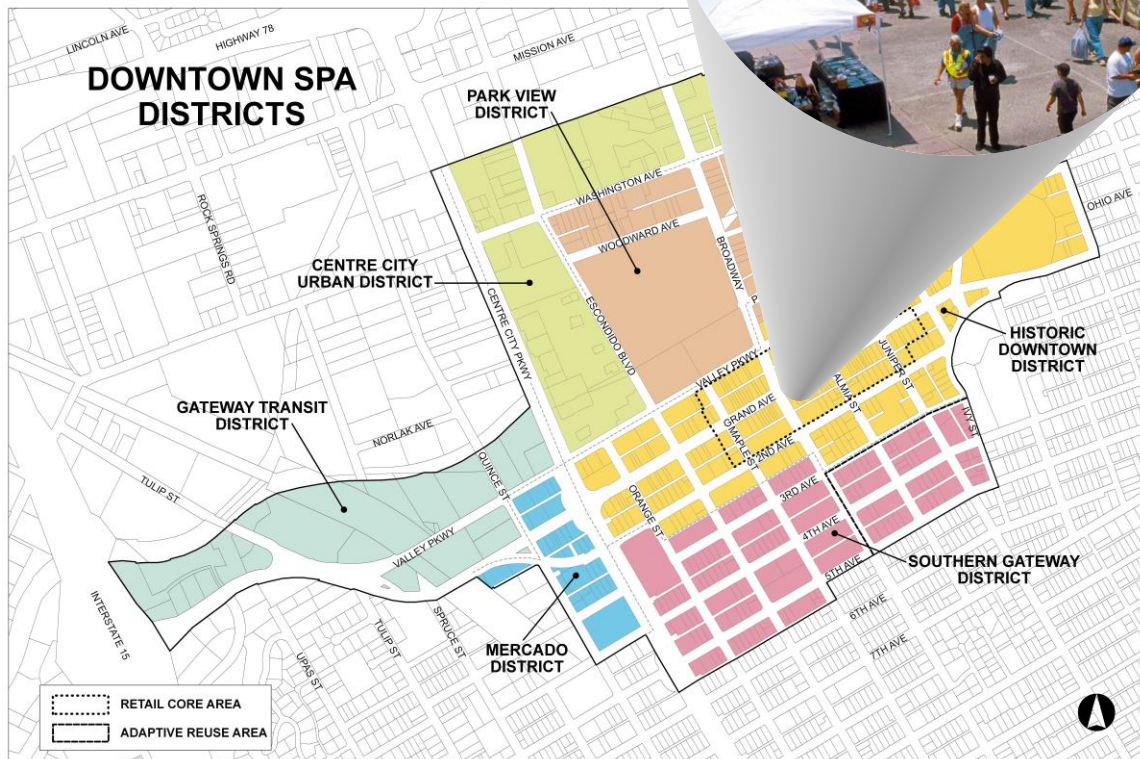 DOWNTOWN SPA
DISTRICTS
LINCOLN AVE
HIGHWAY 78
MISSION AVE
PARK VIEW
DISTRICT
WASHINGTON AVE
WOODWARD AVE
BROADWAY
OHIO AVE
ROCK SPRINGS RD
CENTRE CITY
URBAN DISTRICT
CENTRE CITY PKWY
ESCONDIDO BLVD
HISTORIC
DOWNTOWN
DISTRICT
JUNIPER ST
VALLEY PKWY
GRAND AVE
MAPLE ST
2ND AVE
IVY ST
GATEWAY TRANSIT
DISTRICT
NORLAK AVE
QUINCE ST
TULIP ST
ORANGE ST
3RD AVE
4TH AVE
5TH AVE
VALLEY PKWY
SOUTHERN GATEWAY
DISTRICT
6TH AVE
7TH AVE
INTERSTATE 15
UPAS ST
TULIP ST
SPRUCE ST
MERCADO
DISTRICT
RETAIL CORE AREA
ADAPTIVE REUSE AREA